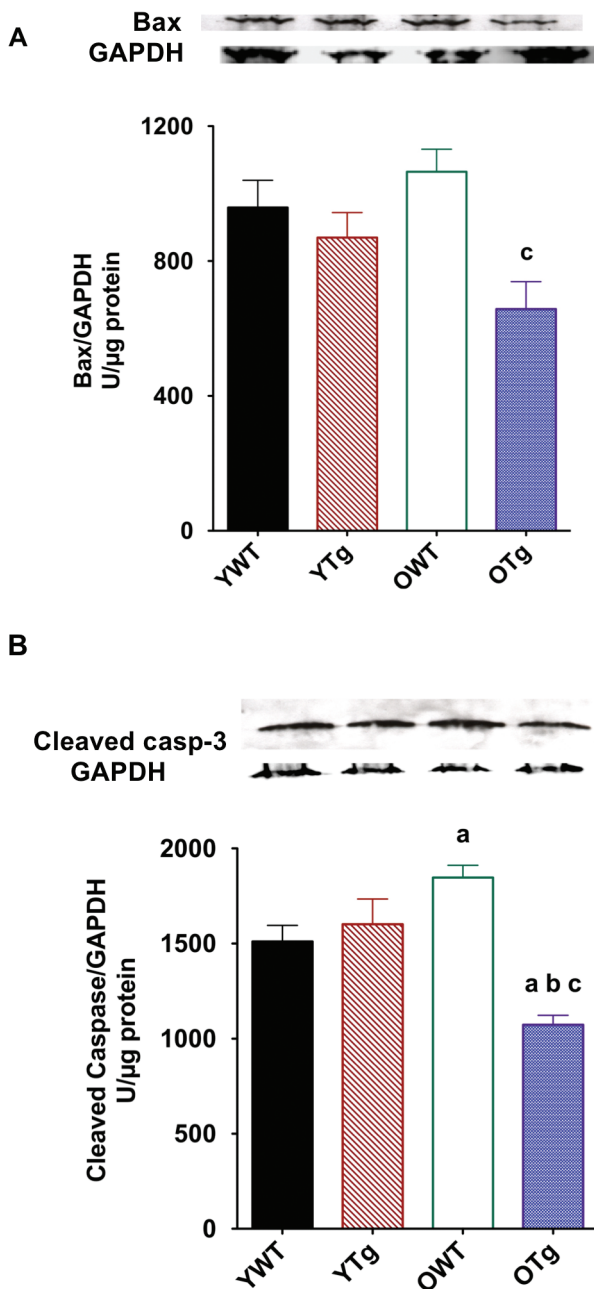 A
Bax
GAPDH
1200
800
400
0
Bax/GAPDH
U/µg protein
c
YWT
YTg
OWT
OTg
B
Cleaved casp-3
GAPDH
2000
1500
1000
500
0
Cleaved Caspase/GAPDH
U/µg protein
a
a b c
YWT
YTg
OWT
OTg